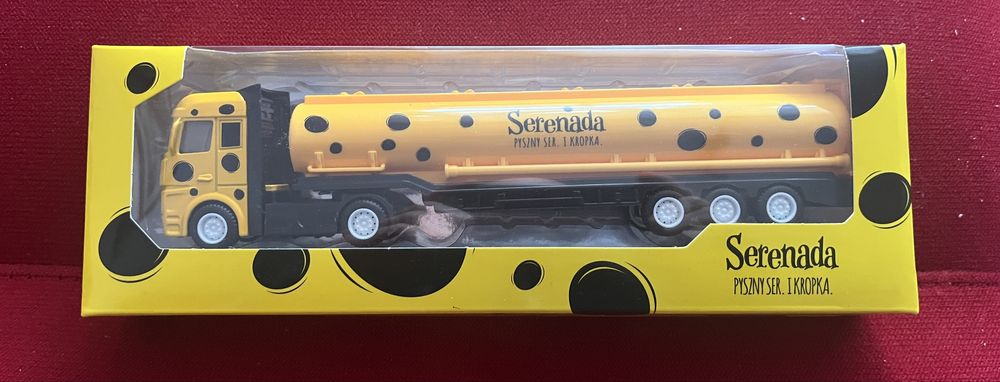 Serenada
PYSZNY SER. I KROPKA.
Serenada
PYSZNY SER. I KROPKA.